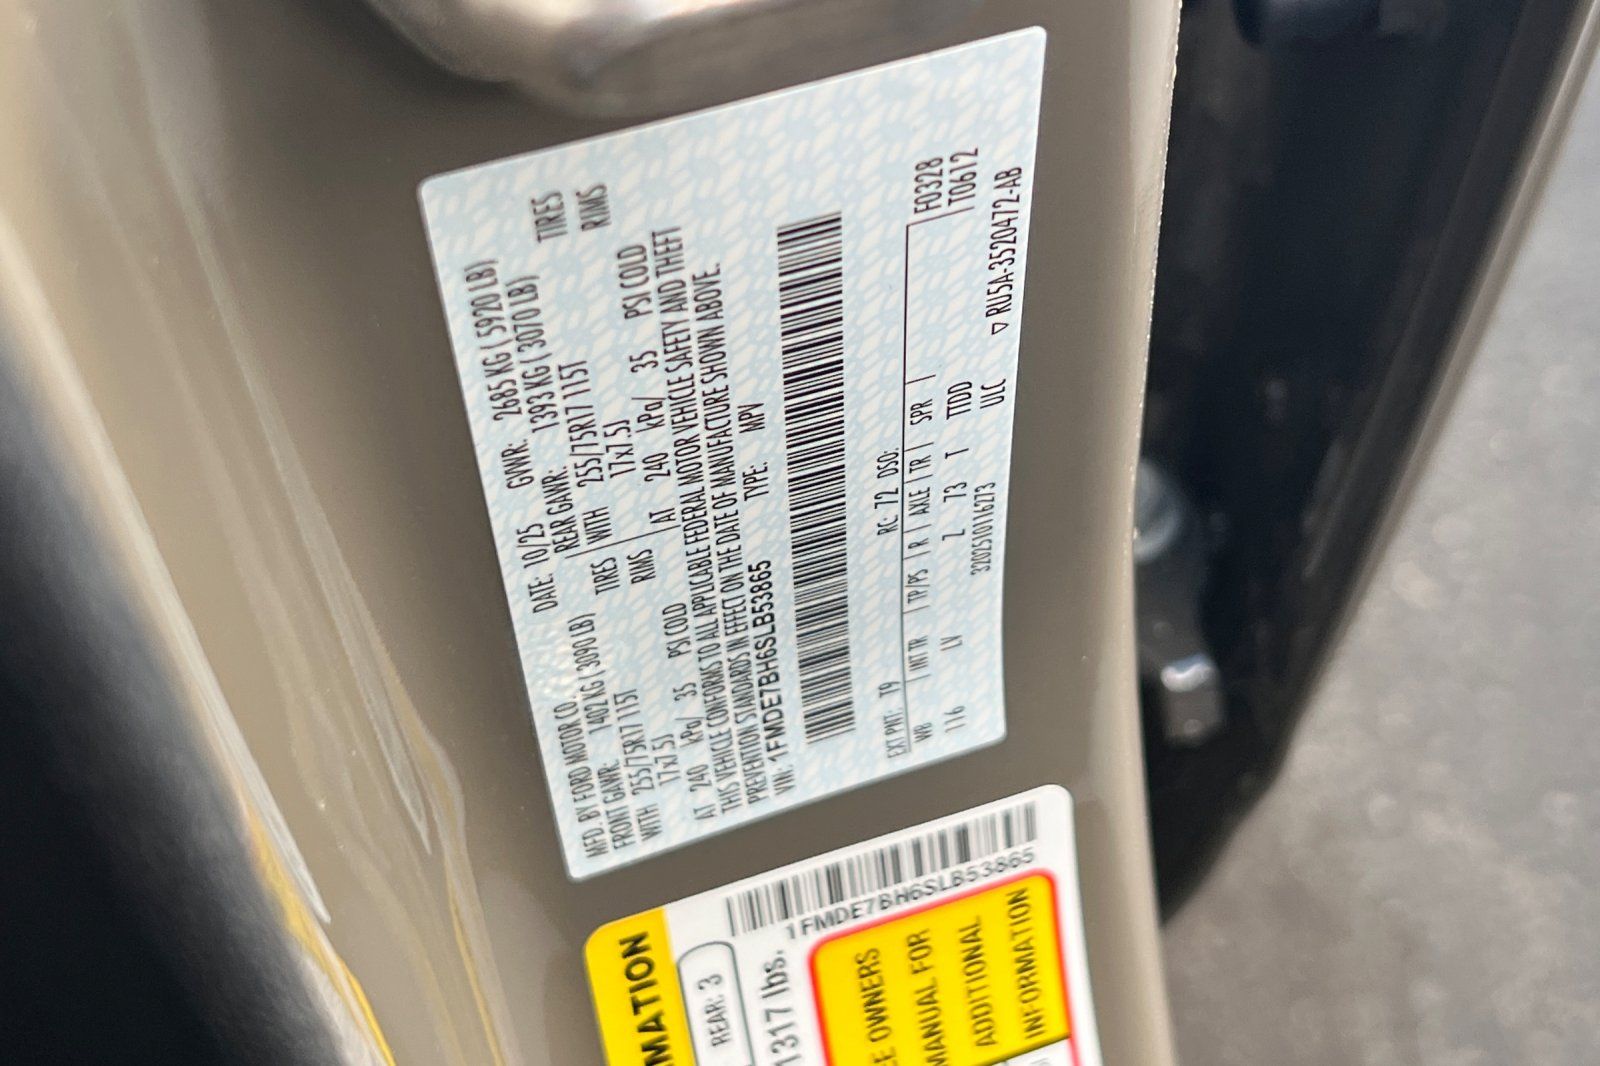 MFD. BY FORD MOTOR CO. DATE: 10/25 GVWR: 2685 KG ( 5920 LB)
FRONT GAWR: 1402 KG ( 3090 LB) REAR GAWR: 1393 KG ( 3070 LB)
WITH 255/75R17 115T TIRES WITH 255/75R17 115T TIRES
17x7.5J RIMS 17x7.5J RIMS
AT 240 kPa/ 35 PSI COLD AT 240 kPa/ 35 PSI COLD
THIS VEHICLE CONFORMS TO ALL APPLICABLE FEDERAL MOTOR VEHICLE SAFETY AND THEFT
PREVENTION STANDARDS IN EFFECT ON THE DATE OF MANUFACTURE SHOWN ABOVE.
VIN: 1FMDE7BH6SLB53865 TYPE: MPV
EXT PNT: T9 RC: 72 DSO: F0328
WB INT TR TP/PS R AXLE TR SPR T0612
116 LV Z 73 T TTDD
3202510116273 ULC ▽ RU5A-3520472-AB
1FMDE7BH6SLB53865
MATION
REAR: 3
1317 lbs.
EE OWNERS
MANUAL FOR
ADDITIONAL
INFORMATION